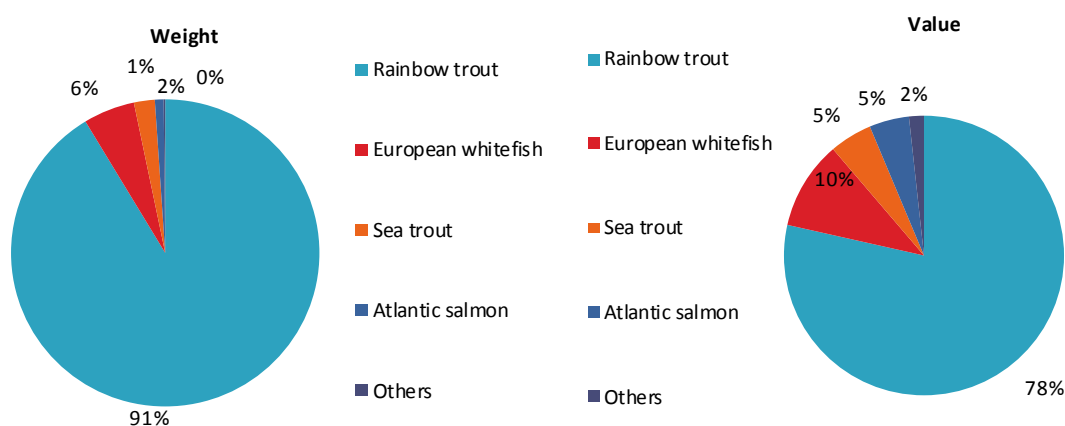 Weight
1%
0%
6%
2%
91%
Rainbow trout
European whitefish
Sea trout
Atlantic salmon
Others
Value
Rainbow trout
European whitefish
Sea trout
Atlantic salmon
Others
5%
5%
2%
10%
78%